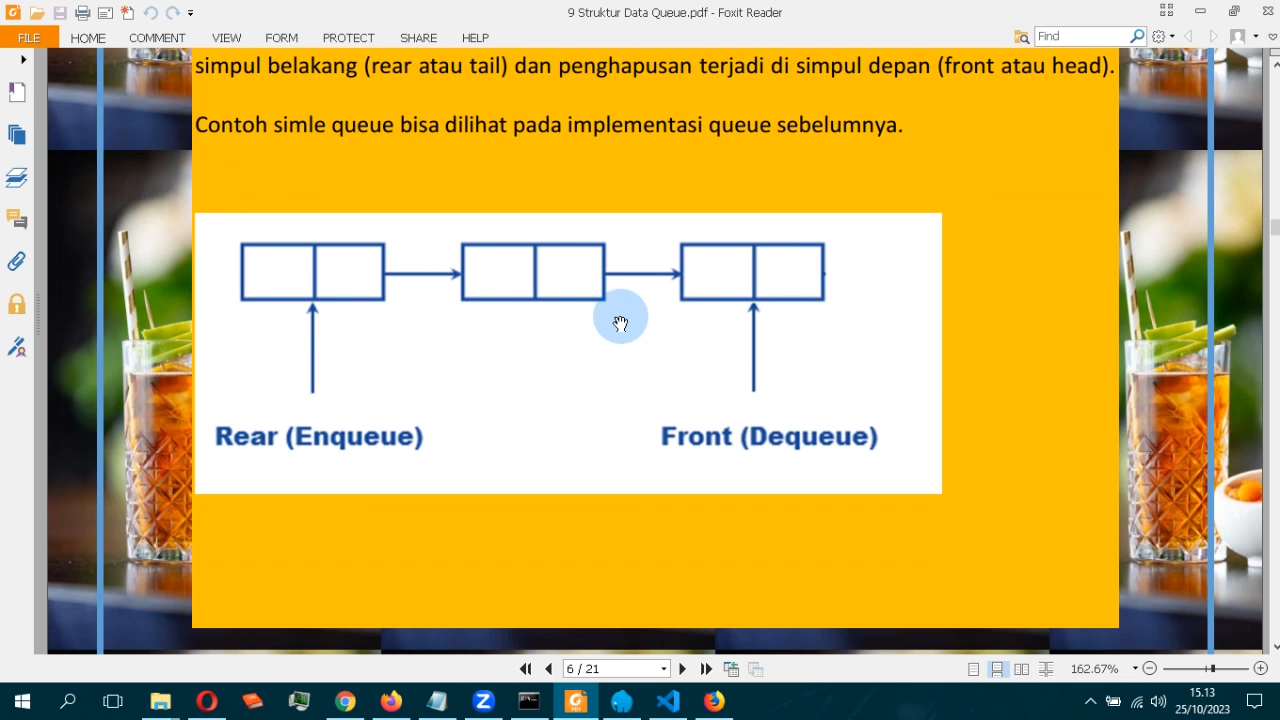 9 Struktur Data Queue.pdf - Foxit Reader
FILE HOME COMMENT VIEW FORM PROTECT SHARE HELP
Find
simpul belakang (rear atau tail) dan penghapusan terjadi di simpul depan (front atau head).
Contoh simle queue bisa dilihat pada implementasi queue sebelumnya.
Rear (Enqueue) Front (Dequeue)
6 / 21
162.67%
15.13
25/10/2023